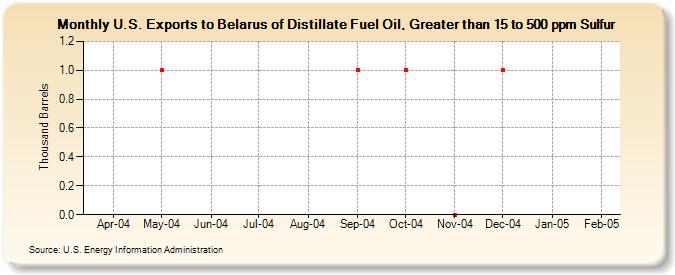 Monthly U.S. Exports to Belarus of Distillate Fuel Oil, Greater than 15 to 500 ppm Sulfur
Thousand Barrels
1.2
1.0
0.8
0.6
0.4
0.2
0.0
Apr-04 May-04 Jun-04 Jul-04 Aug-04 Sep-04 Oct-04 Nov-04 Dec-04 Jan-05 Feb-05
Source: U.S. Energy Information Administration